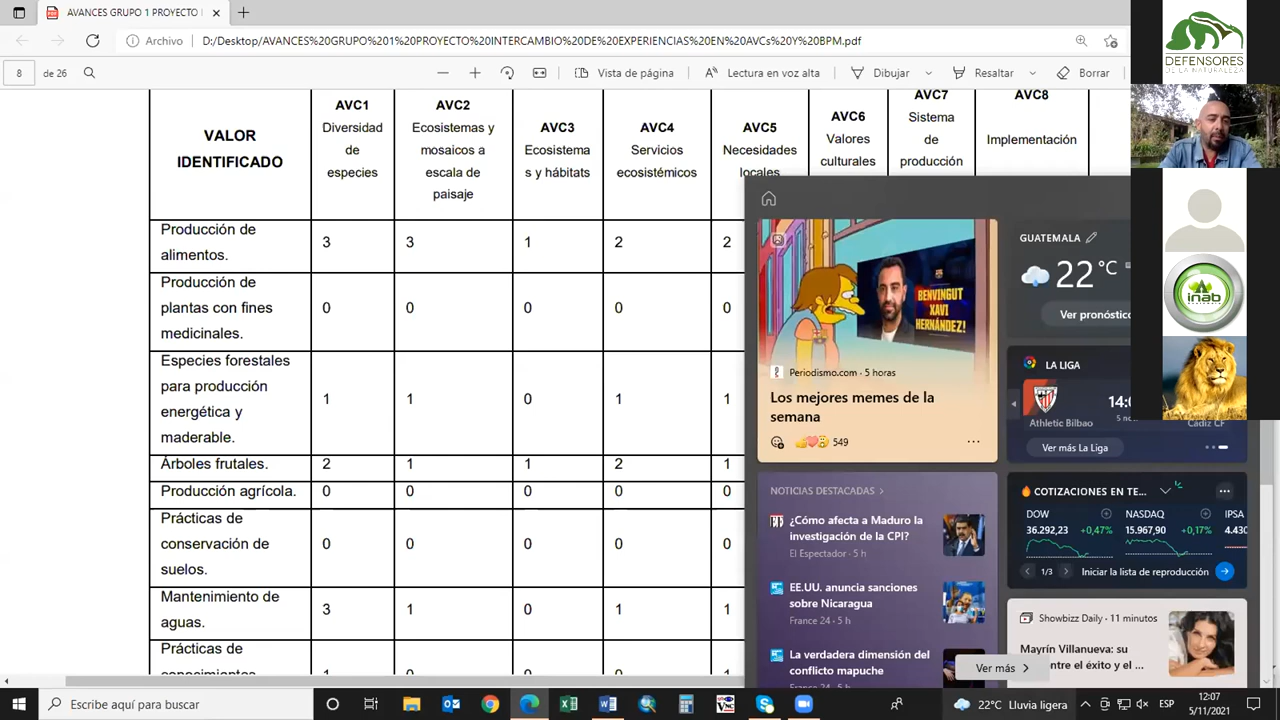 AVANCES GRUPO 1 PROYECTO
Archivo
D:/Desktop/AVANCES%20GRUPO%201%20PROYECTO%20INTERCAMBIO%20DE%20EXPERIENCIAS%20EN%20AVCs%20Y%20BPM.pdf
8 de 26
Vista de página
Lectura en voz alta
Dibujar
Resaltar
Borrar
VALOR
IDENTIFICADO
AVC1
Diversidad
de
especies
AVC2
Ecosistemas y
mosaicos a
escala de
paisaje
AVC3
Ecosistema
s y hábitats
AVC4
Servicios
ecosistémicos
AVC5
Necesidades
locales
AVC6
Valores
culturales
AVC7
Sistema
de
producción
AVC8
Implementación
Producción de
alimentos.
3 3 1 2 2
Producción de
plantas con fines
medicinales.
0 0 0 0 0
Especies forestales
para producción
energética y
maderable.
1 1 0 1 1
Árboles frutales. 2 1 1 2 1
Producción agrícola. 0 0 0 0 0
Prácticas de
conservación de
suelos.
0 0 0 0 0
Mantenimiento de
aguas.
3 1 0 1 1
Prácticas de
BENVINGUT
XAVI
HERNÁNDEZ!
Periodismo.com · 5 horas
Los mejores memes de la
semana
549
NOTICIAS DESTACADAS
¿Cómo afecta a Maduro la
investigación de la CPI?
El Espectador · 5 h
EE.UU. anuncia sanciones
sobre Nicaragua
France 24 · 5 h
La verdadera dimensión del
conflicto mapuche
France 24 · 5 h
GUATEMALA
22 °C
Ver pronóstico
LA LIGA
14:0
Athletic Bilbao
Cádiz CF
Ver más La Liga
COTIZACIONES EN TE...
DOW
36.292,23 +0,47%
NASDAQ
15.967,90 +0,17%
IPSA
4.430
1/3
Iniciar la lista de reproducción
Showbizz Daily · 11 minutos
Mayrín Villanueva: su
entre el éxito y el ...
Ver más
DEFENSORES
DE LA NATURALEZA
inab
Escribe aquí para buscar
22°C Lluvia ligera
ESP
12:07
5/11/2021